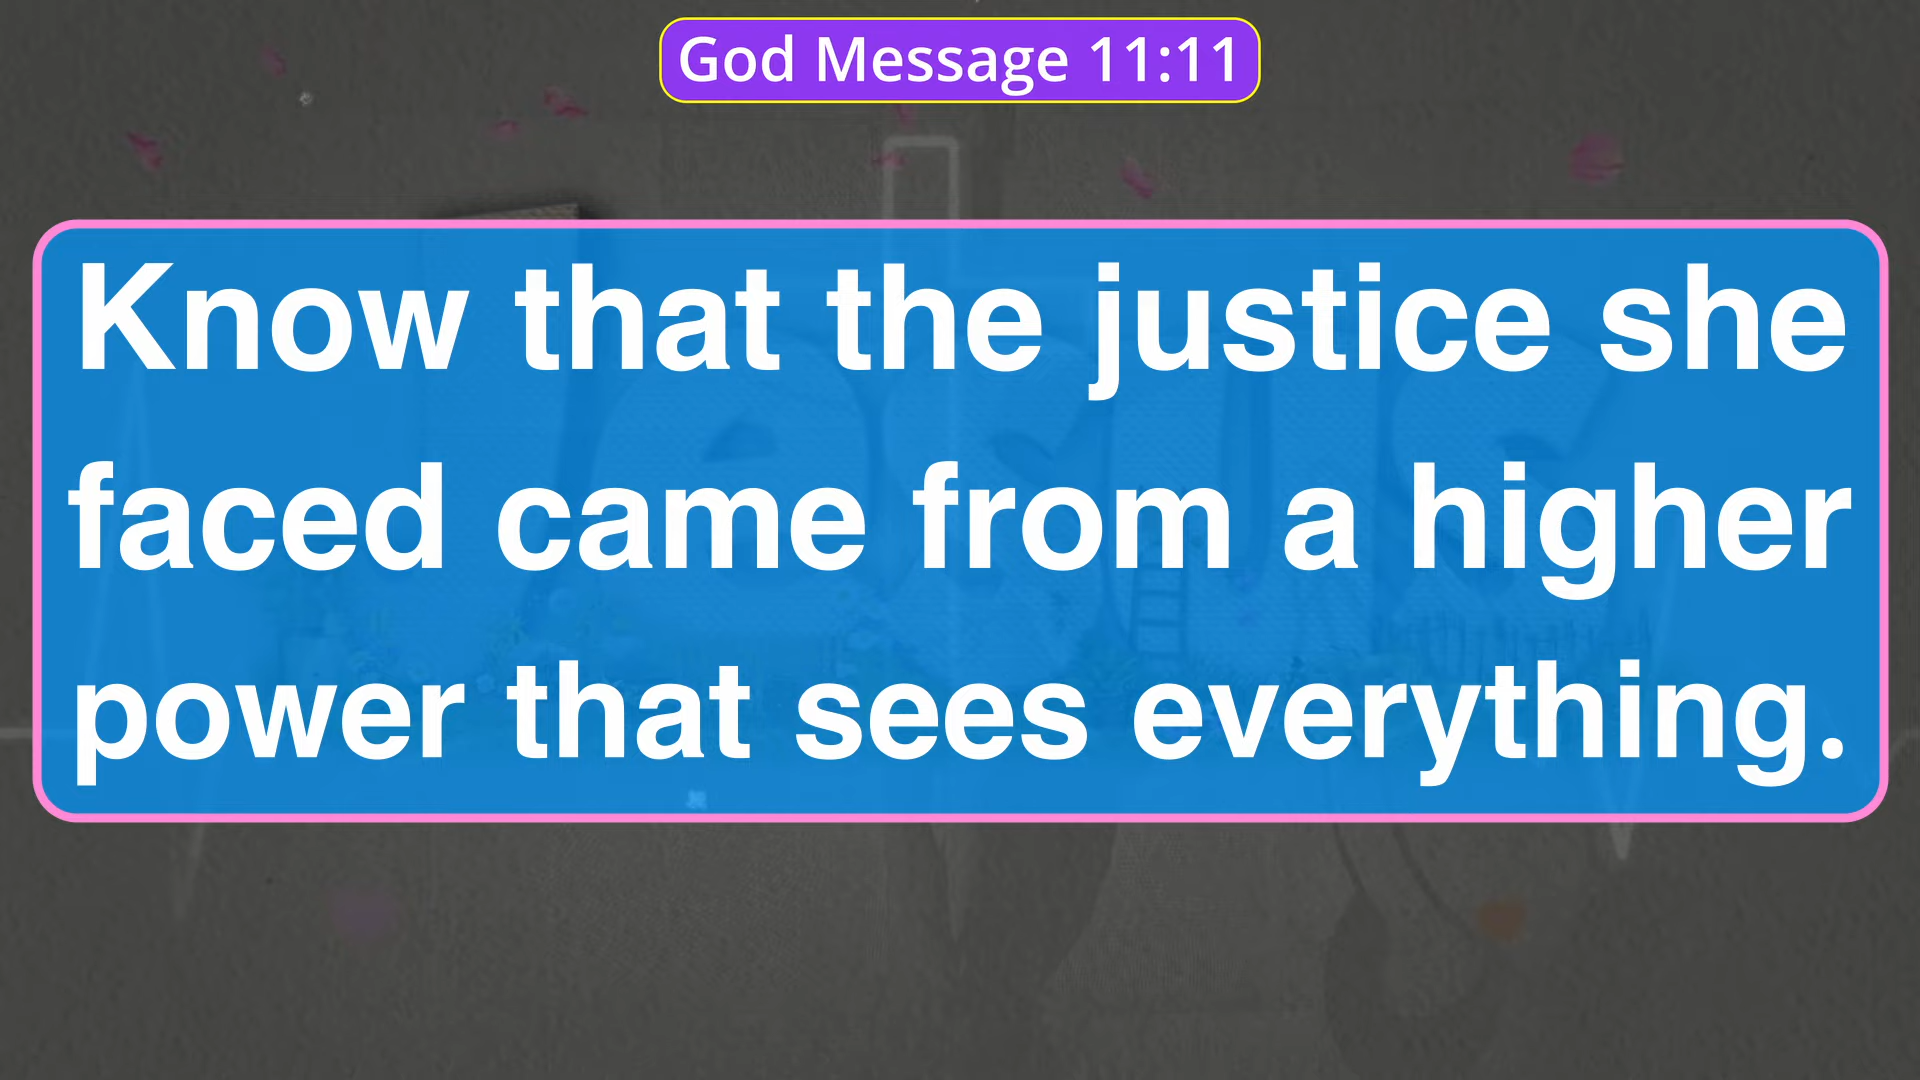 God Message 11:11
Know that the justice she
faced came from a higher
power that sees everything.